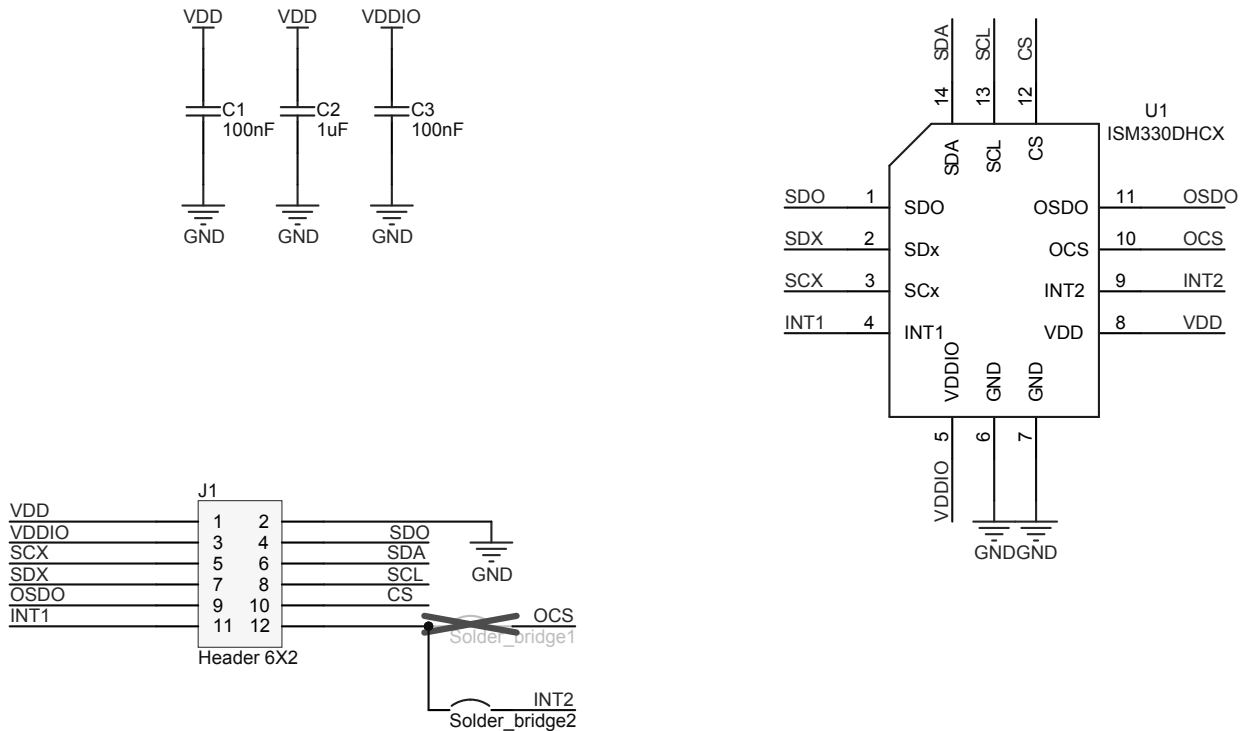 VDD VDD VDDIO
C1 C2 C3
100nF 1uF 100nF
GND GND GND
SDA SCL CS
14 13 12
U1
ISM330DHCX
SDA SCL CS
SDO 1 SDO OSDO 11 OSDO
SDX 2 SDx OCS 10 OCS
SCX 3 SCx INT2 9 INT2
INT1 4 INT1 VDD 8 VDD
VDDIO GND GND
5 6 7
VDDIO
GND GND
J1
VDD 1 2
VDDIO 3 4 SDO
SCX 5 6 SDA
SDX 7 8 SCL
OSDO 9 10 CS
INT1 11 12
GND
OCS
Solder_bridge1
Header 6X2
INT2
Solder_bridge2